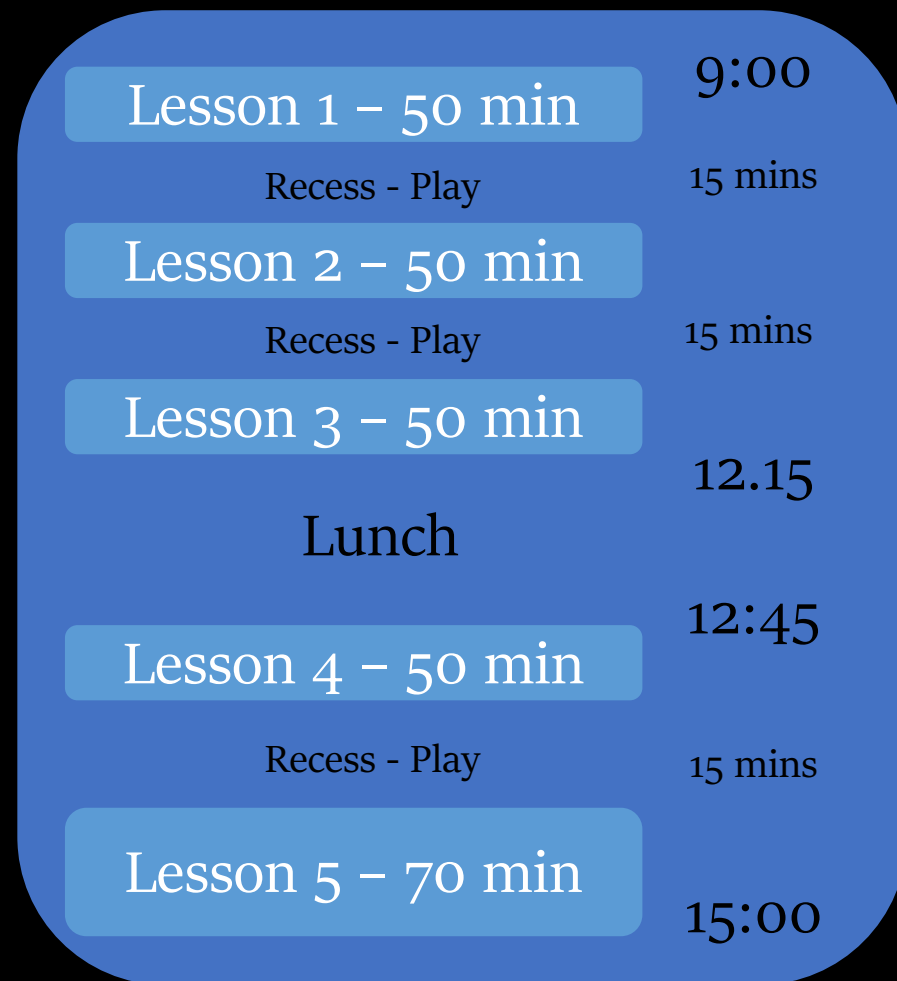 9:00
Lesson 1 – 50 min
Recess - Play 15 mins
Lesson 2 – 50 min
Recess - Play 15 mins
Lesson 3 – 50 min
12.15
Lunch
12:45
Lesson 4 – 50 min
Recess - Play 15 mins
Lesson 5 – 70 min
15:00